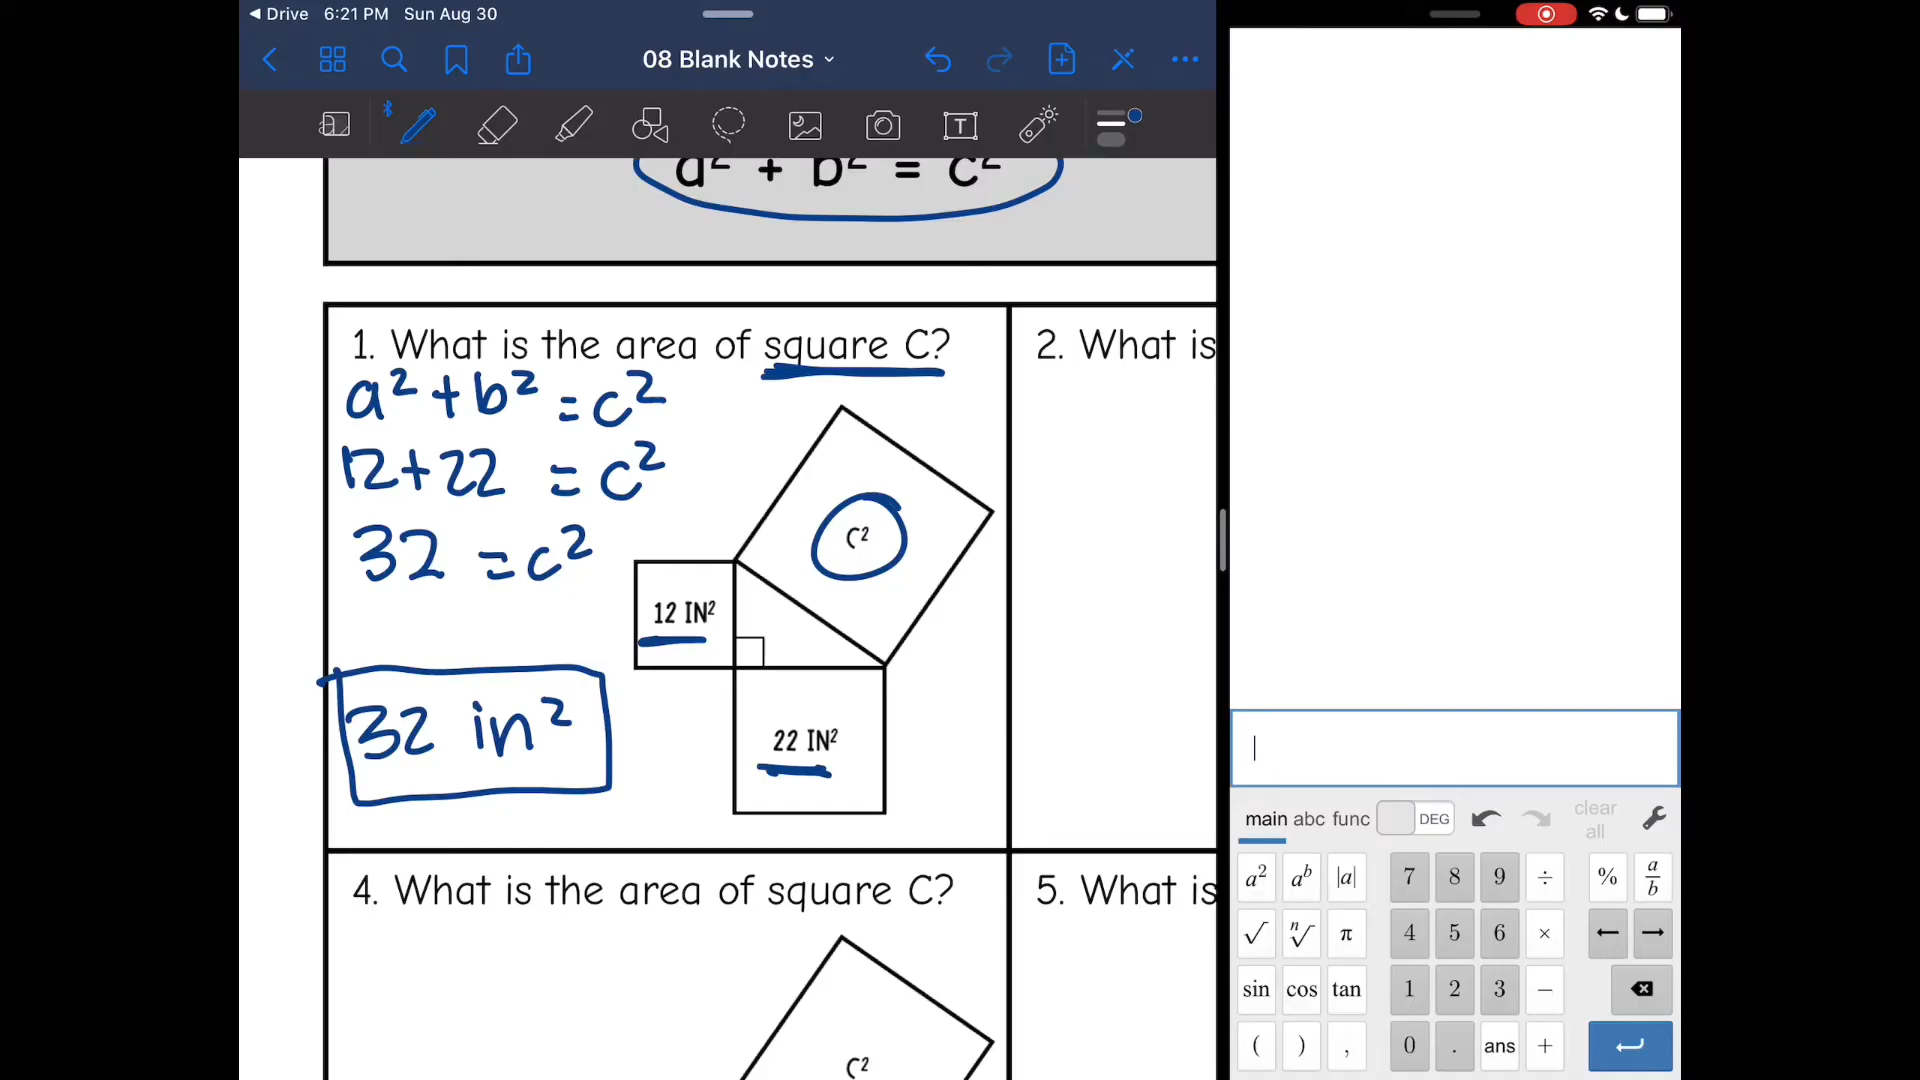 Drive 6:21 PM Sun Aug 30
08 Blank Notes
T
a² + b² = c²
1. What is the area of square C?
a² + b² = c²
12+22 = c²
32 = c²
C²
12 IN²
32 in²
22 IN²
2. What is
4. What is the area of square C?
C²
5. What is
main abc func DEG clear all
a² aᵇ |a| 7 8 9 ÷ % a/b
√ ⁿ√ π 4 5 6 × ← →
sin cos tan 1 2 3 −
( ) , 0 . ans +